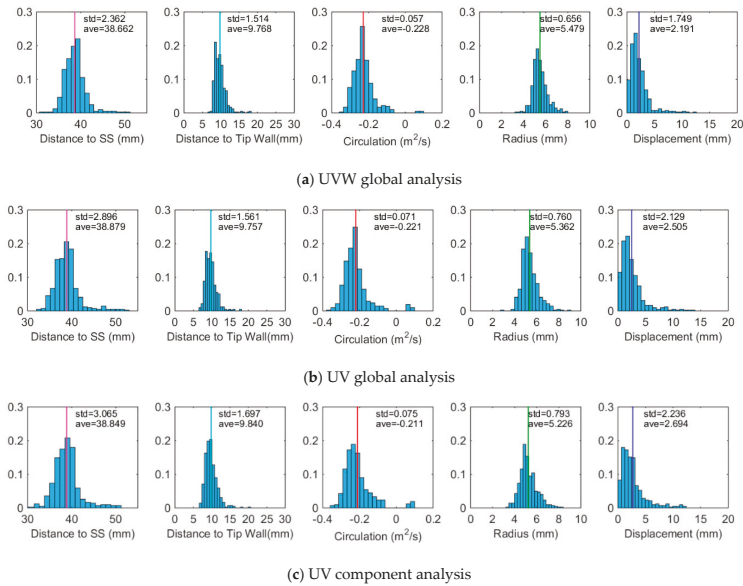 std=2.362
ave=38.662
std=1.514
ave=9.768
std=0.057
ave=-0.228
std=0.656
ave=5.479
std=1.749
ave=2.191
0.3
0.2
0.1
0
30 40 50
0 5 10 15 20 25 30
-0.4 -0.2 0 0.2
0 2 4 6 8 10
0 5 10 15 20
Distance to SS (mm)
Distance to Tip Wall(mm)
Circulation (m²/s)
Radius (mm)
Displacement (mm)
(a) UVW global analysis
std=2.896
ave=38.879
std=1.561
ave=9.757
std=0.071
ave=-0.221
std=0.760
ave=5.362
std=2.129
ave=2.505
0.3
0.2
0.1
0
30 40 50
0 5 10 15 20 25 30
-0.4 -0.2 0 0.2
0 2 4 6 8 10
0 5 10 15 20
Distance to SS (mm)
Distance to Tip Wall(mm)
Circulation (m²/s)
Radius (mm)
Displacement (mm)
(b) UV global analysis
std=3.065
ave=38.849
std=1.697
ave=9.840
std=0.075
ave=-0.211
std=0.793
ave=5.226
std=2.236
ave=2.694
0.3
0.2
0.1
0
30 40 50
0 5 10 15 20 25 30
-0.4 -0.2 0 0.2
0 2 4 6 8 10
0 5 10 15 20
Distance to SS (mm)
Distance to Tip Wall(mm)
Circulation (m²/s)
Radius (mm)
Displacement (mm)
(c) UV component analysis